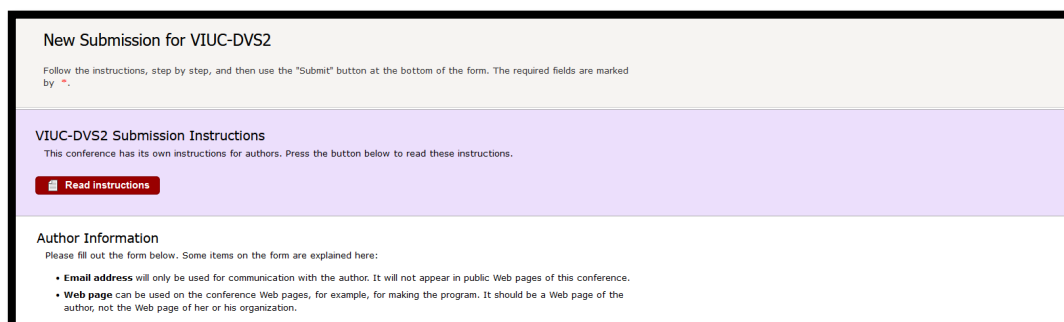 New Submission for VIUC-DVS2
Follow the instructions, step by step, and then use the "Submit" button at the bottom of the form. The required fields are marked
by *.
VIUC-DVS2 Submission Instructions
This conference has its own instructions for authors. Press the button below to read these instructions.
Read instructions
Author Information
Please fill out the form below. Some items on the form are explained here:
• Email address will only be used for communication with the author. It will not appear in public Web pages of this conference.
• Web page can be used on the conference Web pages, for example, for making the program. It should be a Web page of the
author, not the Web page of her or his organization.